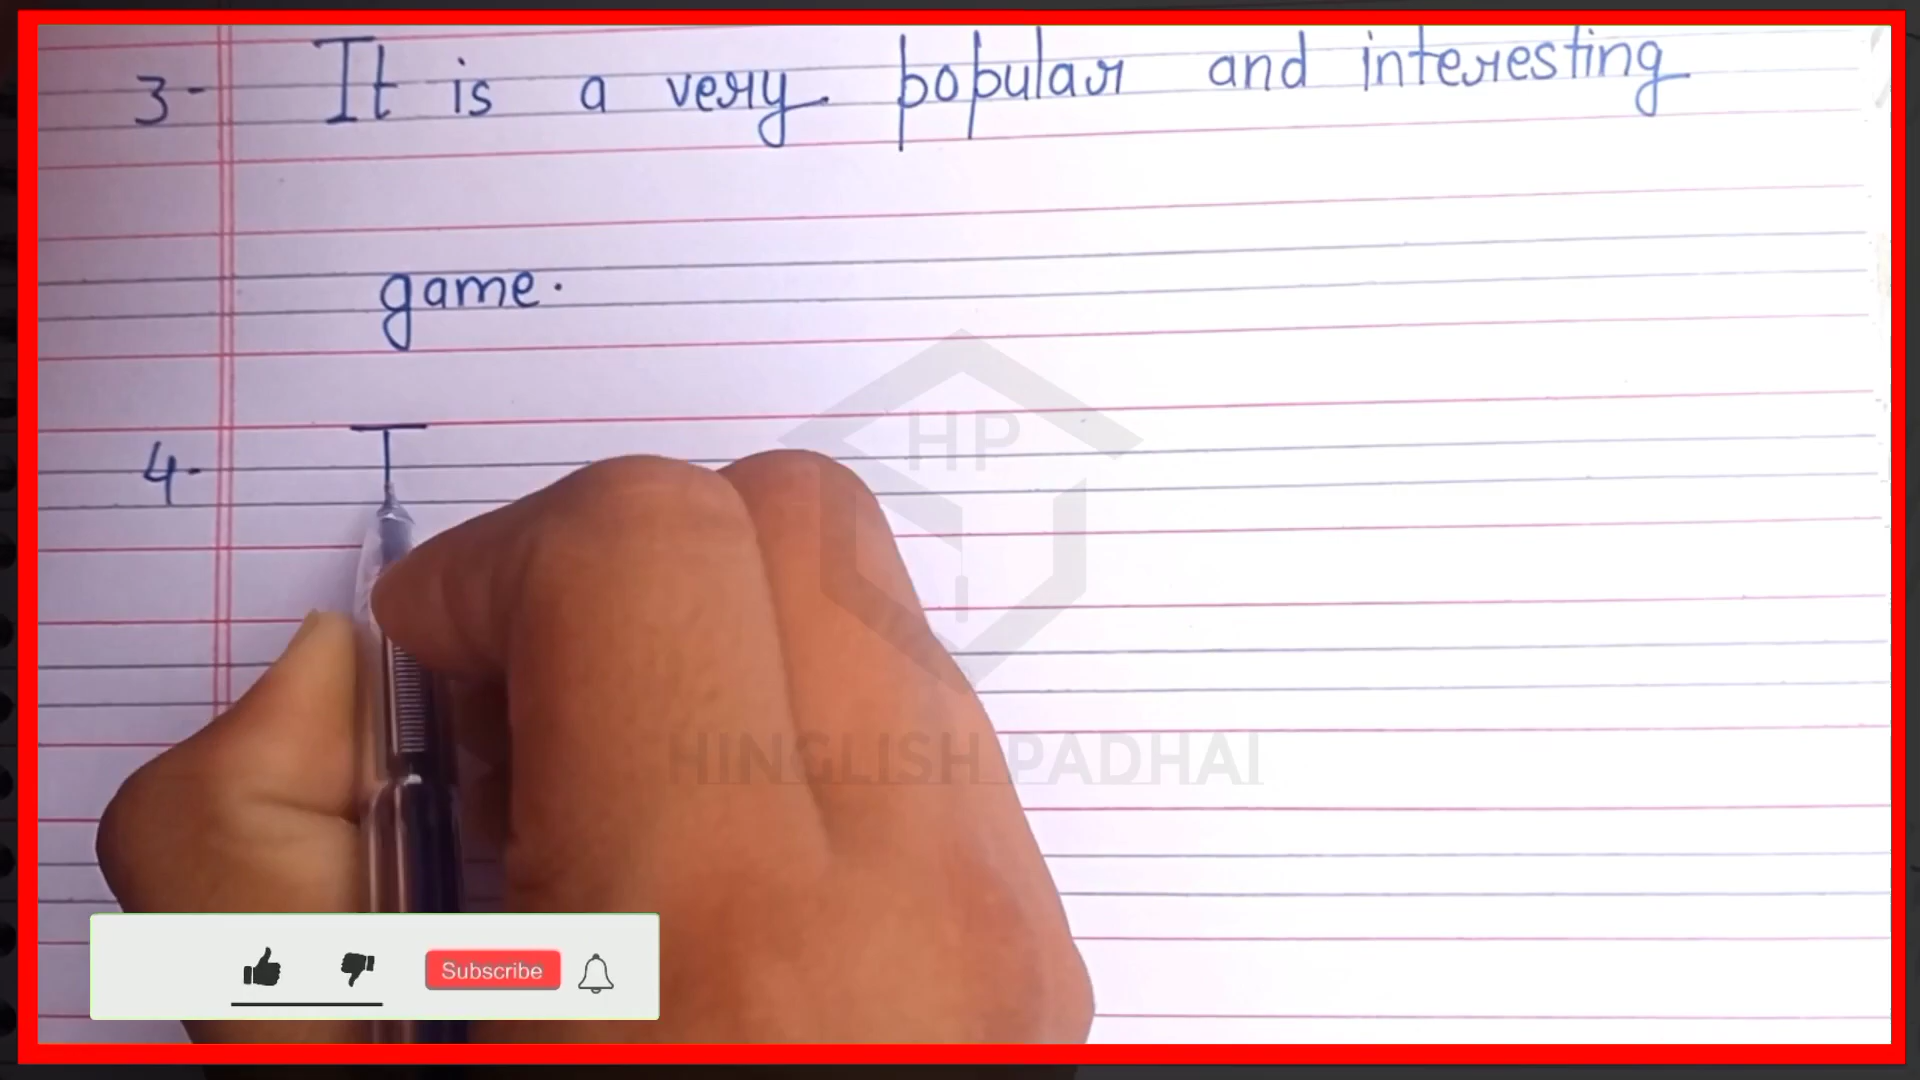 3- It is a very popular and interesting
game.
4- I
HP
HINGLISH PADHAI
Subscribe